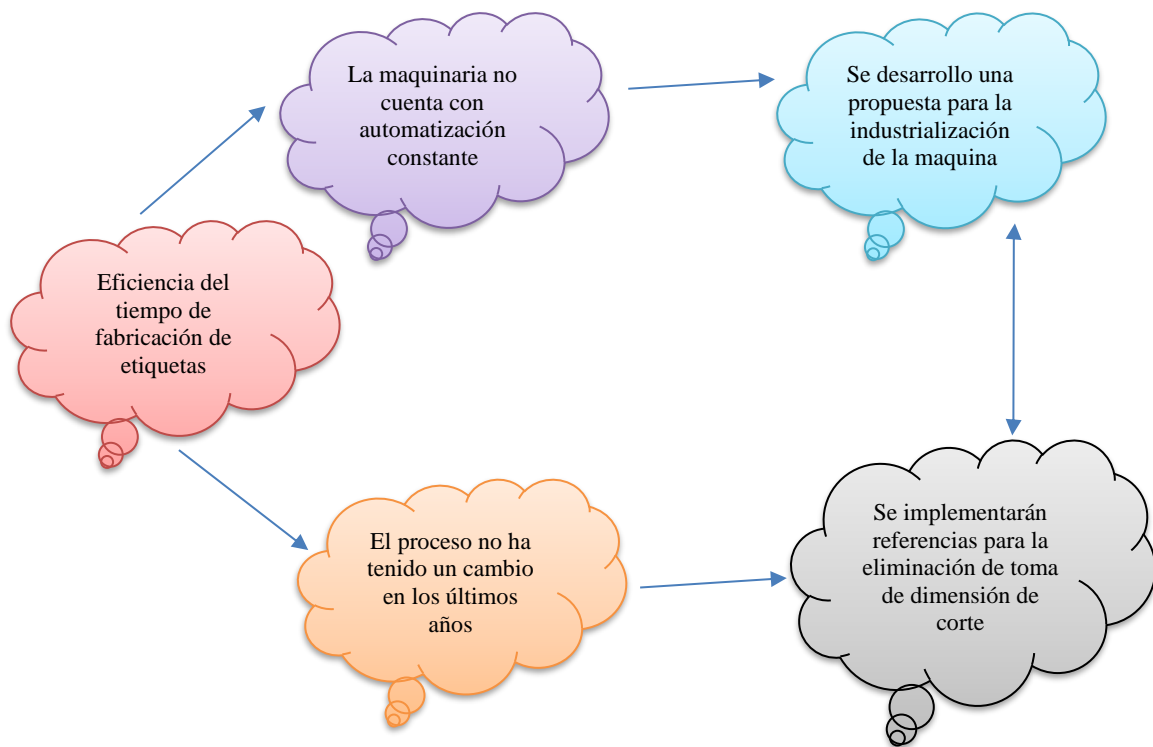 La maquinaria no
cuenta con
automatización
constante
Se desarrollo una
propuesta para la
industrialización
de la maquina
Eficiencia del
tiempo de
fabricación de
etiquetas
El proceso no ha
tenido un cambio
en los últimos
años
Se implementarán
referencias para la
eliminación de toma
de dimensión de
corte